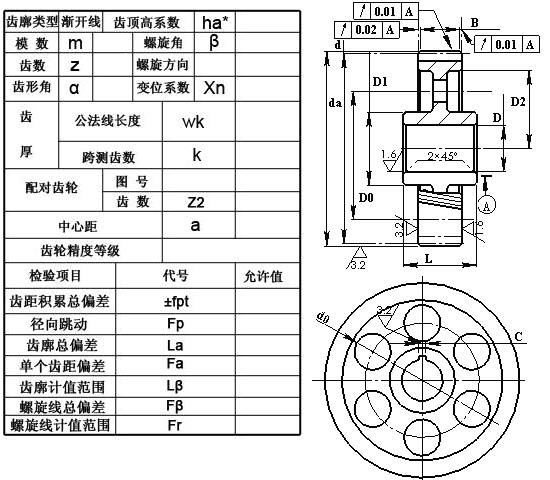 齿廓类型 渐开线 齿顶高系数 ha*
模 数 m 螺旋角 β
齿数 z 螺旋方向
齿形角 α 变位系数 Xn
齿厚 公法线长度 wk
跨测齿数 k
配对齿轮 图 号
齿 数 Z2
中心距 a
齿轮精度等级
检验项目 代号 允许值
齿距积累总偏差 ±fpt
径向跳动 Fp
齿廓总偏差 La
单个齿距偏差 Fa
齿廓计值范围 Lβ
螺旋线总偏差 Fβ
螺旋线计值范围 Fr
0.01 A
0.02 A
B
0.01 A
d
da
D1
D2
D
1.6
2×45°
D0
A
3.2
1.6
3.2
L
d0
3.2
C